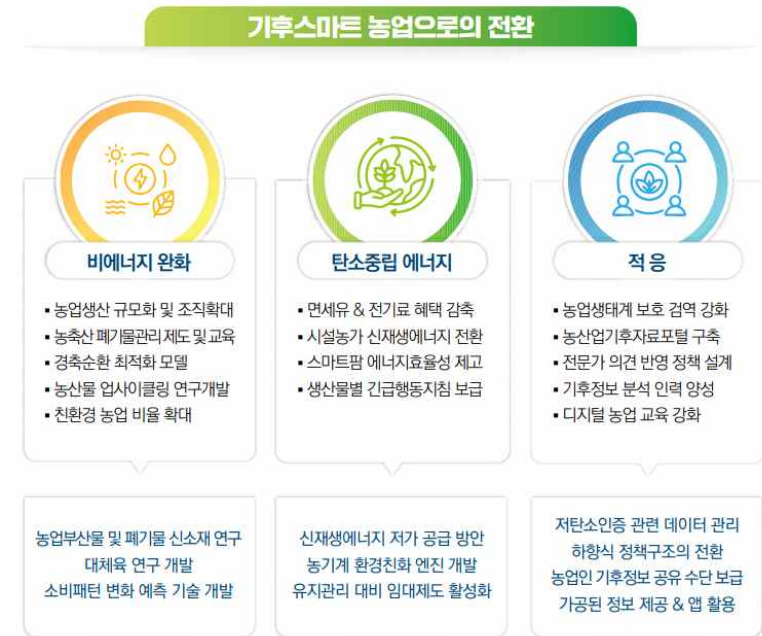 기후스마트 농업으로의 전환
비에너지 완화
▪ 농업생산 규모화 및 조직확대
▪ 농축산 폐기물관리 제도 및 교육
▪ 경축순환 최적화 모델
▪ 농산물 업사이클링 연구개발
▪ 친환경 농업 비율 확대
농업부산물 및 폐기물 신소재 연구
대체육 연구 개발
소비패턴 변화 예측 기술 개발
탄소중립 에너지
▪ 면세유 & 전기료 혜택 감축
▪ 시설농가 신재생에너지 전환
▪ 스마트팜 에너지효율성 제고
▪ 생산물별 긴급행동지침 보급
신재생에너지 저가 공급 방안
농기계 환경친화 엔진 개발
유지관리 대비 임대제도 활성화
적 응
▪ 농업생태계 보호 검역 강화
▪ 농산업기후자료포털 구축
▪ 전문가 의견 반영 정책 설계
▪ 기후정보 분석 인력 양성
▪ 디지털 농업 교육 강화
저탄소인증 관련 데이터 관리
하향식 정책구조의 전환
농업인 기후정보 공유 수단 보급
가공된 정보 제공 & 앱 활용